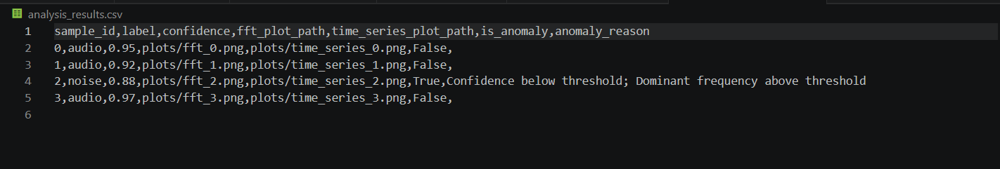 analysis_results.csv
1 sample_id,label,confidence,fft_plot_path,time_series_plot_path,is_anomaly,anomaly_reason
2 0,audio,0.95,plots/fft_0.png,plots/time_series_0.png,False,
3 1,audio,0.92,plots/fft_1.png,plots/time_series_1.png,False,
4 2,noise,0.88,plots/fft_2.png,plots/time_series_2.png,True,Confidence below threshold; Dominant frequency above threshold
5 3,audio,0.97,plots/fft_3.png,plots/time_series_3.png,False,
6